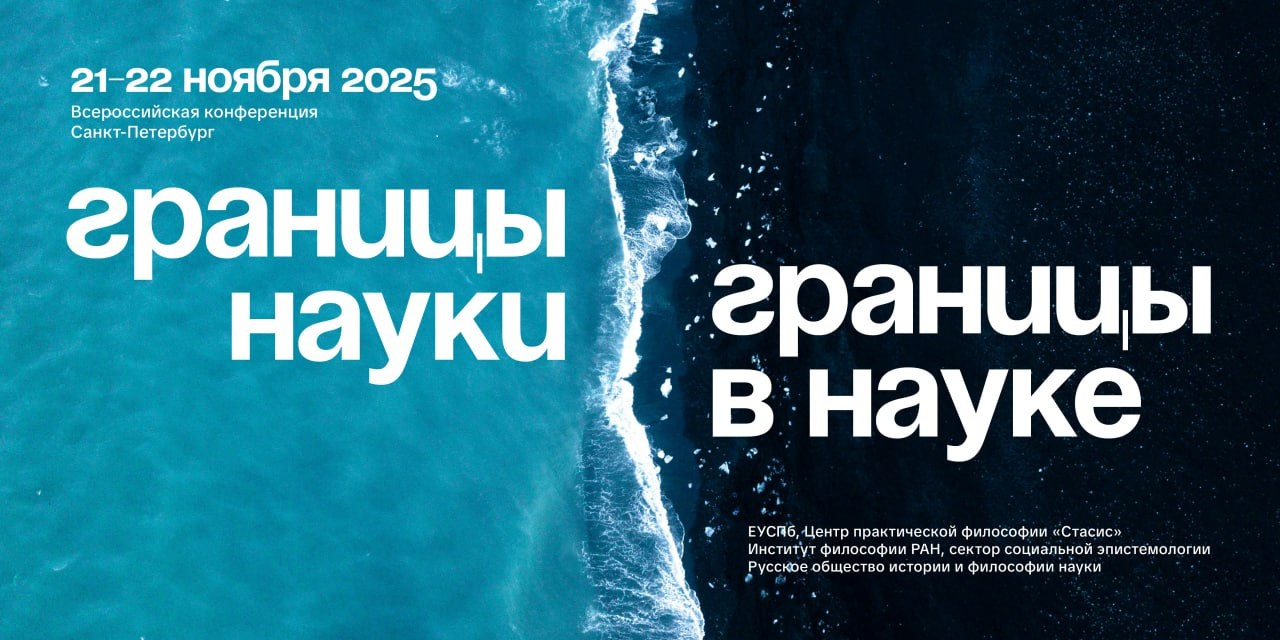 21–22 ноября 2025
Всероссийская конференция
Санкт-Петербург
границы
науки
границы
в науке
ЕУСПб, Центр практической философии «Стасис»
Институт философии РАН, сектор социальной эпистемологии
Русское общество истории и философии науки